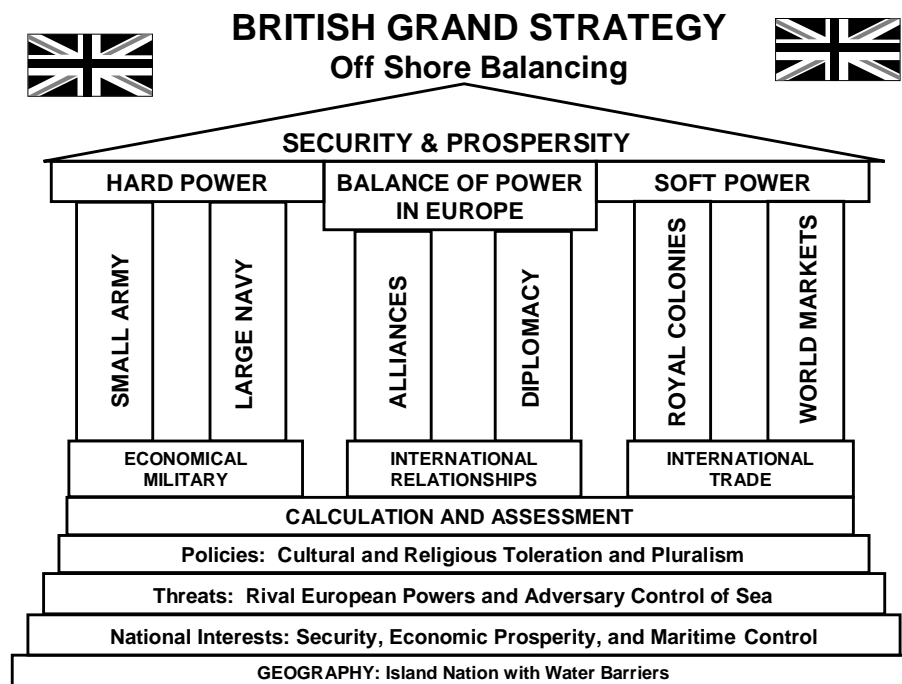 BRITISH GRAND STRATEGY
Off Shore Balancing
SECURITY & PROSPERSITY
HARD POWER
BALANCE OF POWER
IN EUROPE
SOFT POWER
SMALL ARMY
LARGE NAVY
ALLIANCES
DIPLOMACY
ROYAL COLONIES
WORLD MARKETS
ECONOMICAL
MILITARY
INTERNATIONAL
RELATIONSHIPS
INTERNATIONAL
TRADE
CALCULATION AND ASSESSMENT
Policies: Cultural and Religious Toleration and Pluralism
Threats: Rival European Powers and Adversary Control of Sea
National Interests: Security, Economic Prosperity, and Maritime Control
GEOGRAPHY: Island Nation with Water Barriers